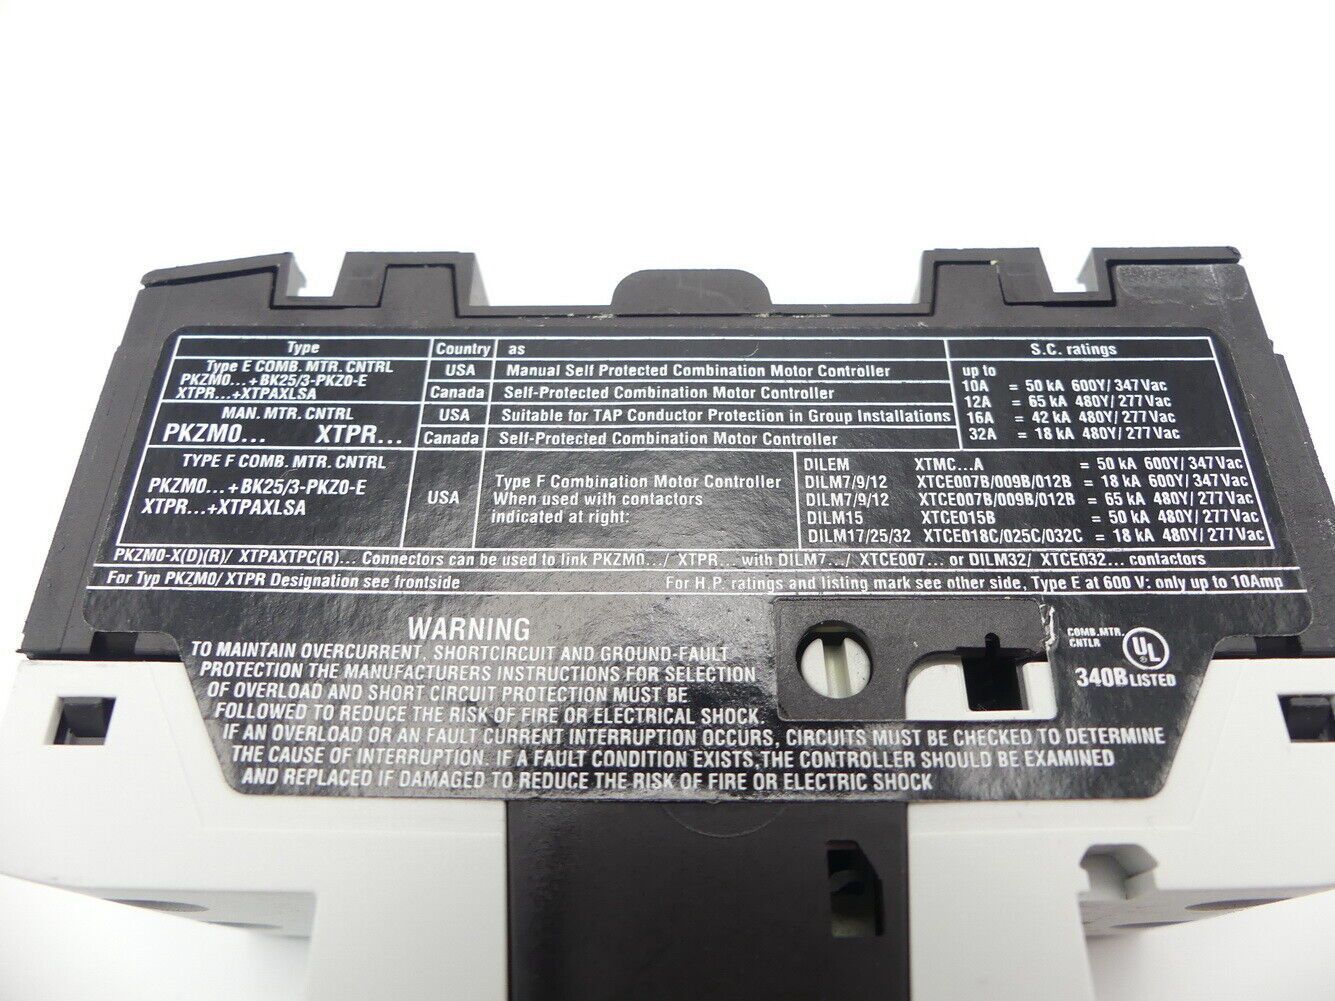 Type Country as S.C. ratings
Type E COMB. MTR. CNTRL
PKZM0...+BK25/3-PKZ0-E
XTPR...+XTPAXLSA
USA Manual Self Protected Combination Motor Controller
Canada Self-Protected Combination Motor Controller
MAN. MTR. CNTRL
PKZM0... XTPR...
USA Suitable for TAP Conductor Protection in Group Installations
Canada Self-Protected Combination Motor Controller
up to
10A = 50 kA 600Y/347Vac
12A = 65 kA 480Y/277Vac
16A = 42 kA 480Y/277Vac
32A = 18 kA 480Y/277Vac
TYPE F COMB. MTR. CNTRL
PKZM0...+BK25/3-PKZ0-E
XTPR...+XTPAXLSA
USA
Type F Combination Motor Controller
When used with contactors
indicated at right:
DILEM XTMC...A = 50 kA 600Y/347Vac
DILM7/9/12 XTCE007B/009B/012B = 18 kA 600Y/347Vac
DILM7/9/12 XTCE007B/009B/012B = 65 kA 480Y/277Vac
DILM15 XTCE015B = 50 kA 480Y/277Vac
DILM17/25/32 XTCE018C/025C/032C = 18 kA 480Y/277Vac
PKZM0-X(D)(R)/ XTPAXTPC(R)... Connectors can be used to link PKZM0.../ XTPR... with DILM7.../ XTCE007... or DILM32/ XTCE032... contactors
For Typ PKZM0/ XTPR Designation see frontside For H.P. ratings and listing mark see other side, Type E at 600 V: only up to 10Amp
WARNING
TO MAINTAIN OVERCURRENT, SHORTCIRCUIT AND GROUND-FAULT
PROTECTION THE MANUFACTURERS INSTRUCTIONS FOR SELECTION
OF OVERLOAD AND SHORT CIRCUIT PROTECTION MUST BE
FOLLOWED TO REDUCE THE RISK OF FIRE OR ELECTRICAL SHOCK.
IF AN OVERLOAD OR AN FAULT CURRENT INTERRUPTION OCCURS, CIRCUITS MUST BE CHECKED TO DETERMINE
THE CAUSE OF INTERRUPTION. IF A FAULT CONDITION EXISTS,THE CONTROLLER SHOULD BE EXAMINED
AND REPLACED IF DAMAGED TO REDUCE THE RISK OF FIRE OR ELECTRIC SHOCK
COMB.MTR.
CNTLR
UL ®
340B LISTED